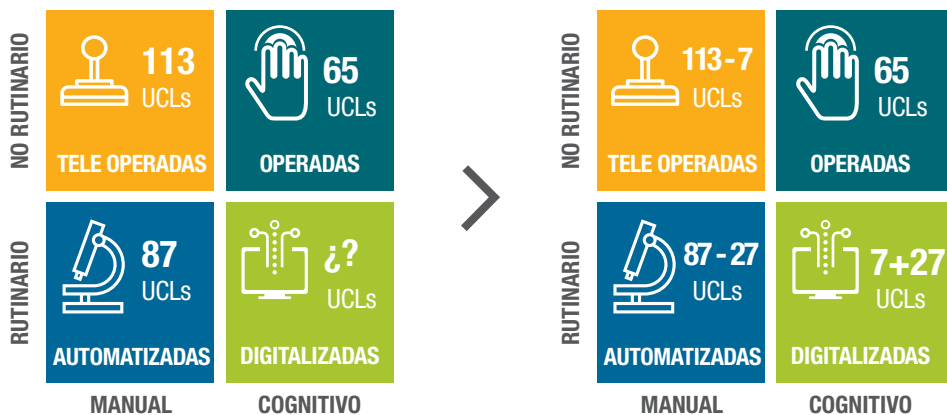 NO RUTINARIO
113
UCLs
TELE OPERADAS
65
UCLs
OPERADAS
RUTINARIO
87
UCLs
AUTOMATIZADAS
¿?
UCLs
DIGITALIZADAS
MANUAL
COGNITIVO
NO RUTINARIO
113-7
UCLs
TELE OPERADAS
65
UCLs
OPERADAS
RUTINARIO
87-27
UCLs
AUTOMATIZADAS
7+27
UCLs
DIGITALIZADAS
MANUAL
COGNITIVO